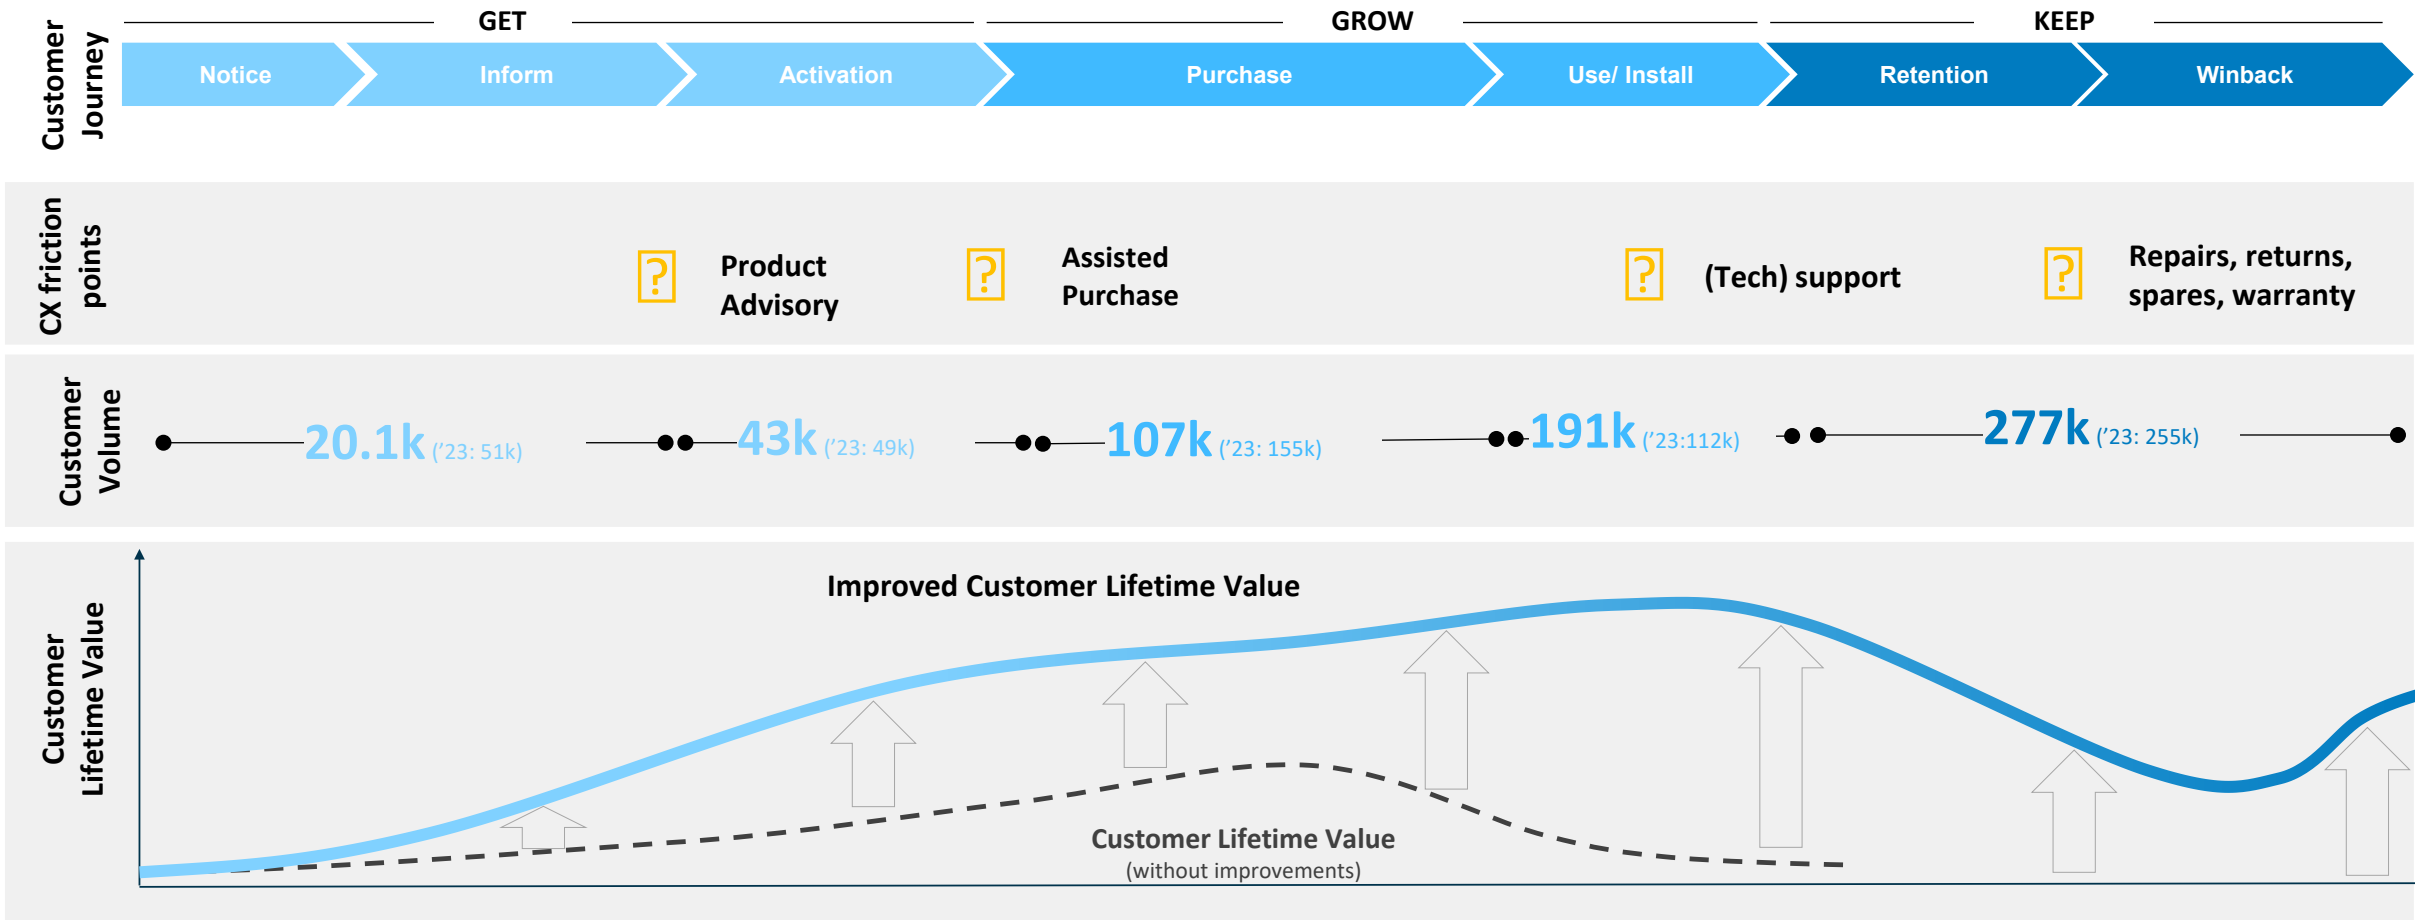 GET
GROW
KEEP
Customer
Journey
Notice
Inform
Activation
Purchase
Use/ Install
Retention
Winback
CX friction
points
?
Product
Advisory
?
Assisted
Purchase
?
(Tech) support
?
Repairs, returns,
spares, warranty
Customer
Volume
20.1k (’23: 51k)
43k (’23: 49k)
107k (’23: 155k)
191k (’23:112k)
277k (’23: 255k)
Customer
Lifetime Value
Improved Customer Lifetime Value
Customer Lifetime Value
(without improvements)